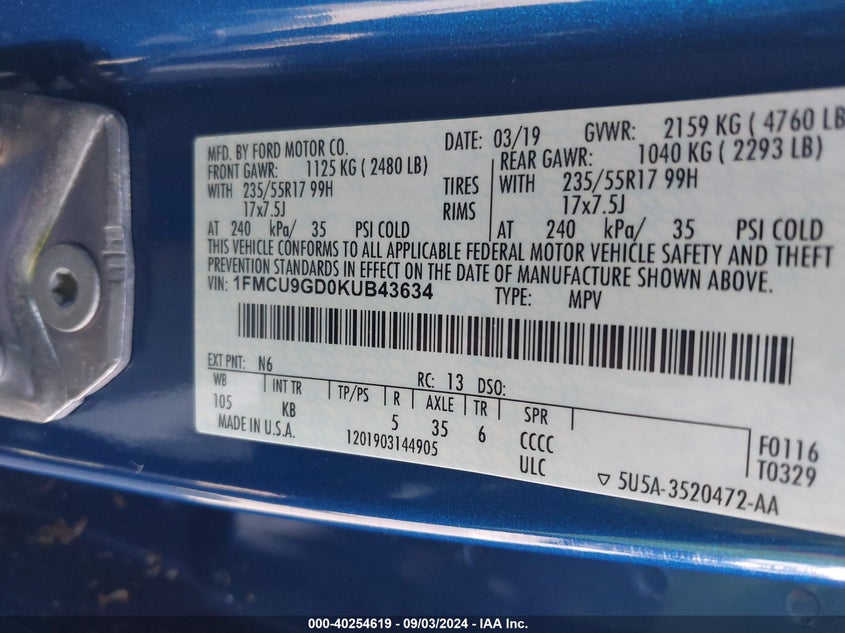 MFD. BY FORD MOTOR CO. DATE: 03/19 GVWR: 2159 KG ( 4760 LB
FRONT GAWR: 1125 KG ( 2480 LB) REAR GAWR: 1040 KG ( 2293 LB)
WITH 235/55R17 99H TIRES WITH 235/55R17 99H
17x7.5J RIMS 17x7.5J
AT 240 kPa/ 35 PSI COLD AT 240 kPa/ 35 PSI COLD
THIS VEHICLE CONFORMS TO ALL APPLICABLE FEDERAL MOTOR VEHICLE SAFETY AND THEFT
PREVENTION STANDARDS IN EFFECT ON THE DATE OF MANUFACTURE SHOWN ABOVE.
VIN: 1FMCU9GD0KUB43634 TYPE: MPV
EXT PNT: N6 RC: 13 DSO:
WB INT TR TP/PS R AXLE TR SPR
105 KB 5 35 6 CCCC F0116
MADE IN U.S.A. 1201903144905 ULC T0329
▽ 5U5A-3520472-AA
000-40254619 - 09/03/2024 - IAA Inc.